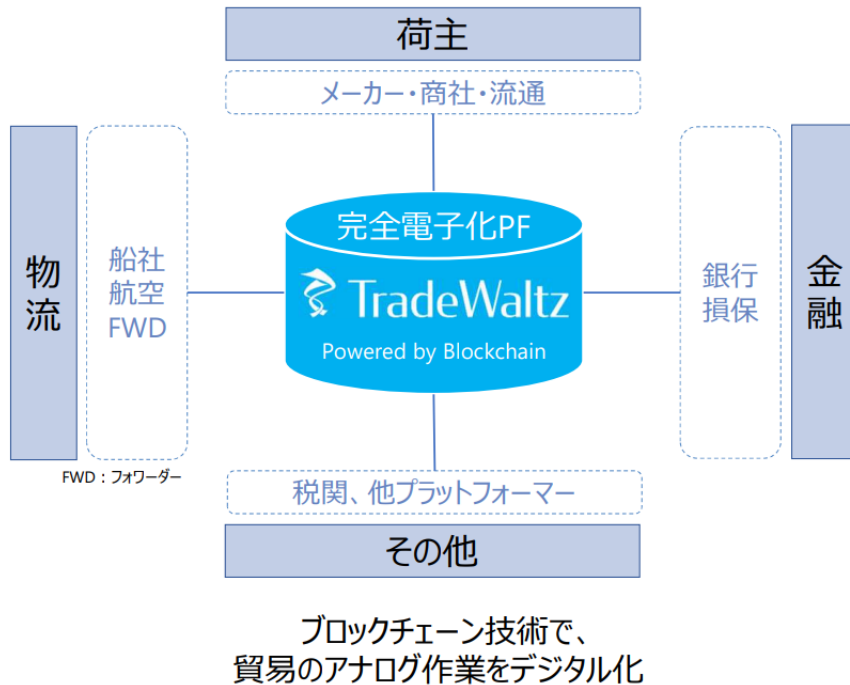 荷主
メーカー・商社・流通
物流
船社
航空
FWD
FWD：フォワーダー
完全電子化PF
TradeWaltz
Powered by Blockchain
銀行
損保
金融
税関、他プラットフォーマー
その他
ブロックチェーン技術で、
貿易のアナログ作業をデジタル化